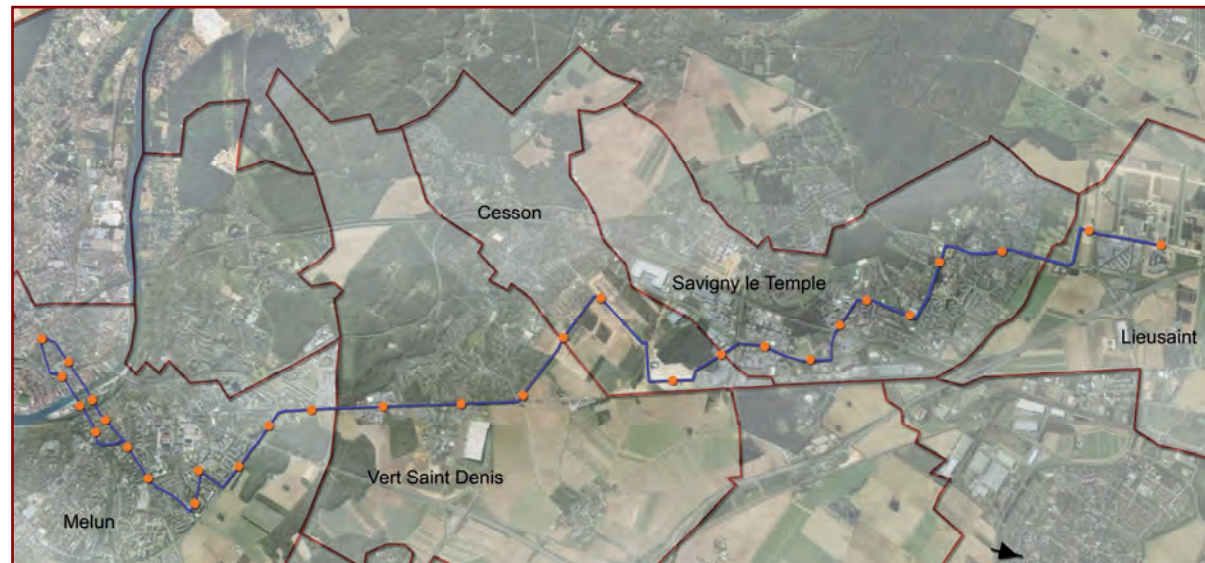 Cesson
Savigny le Temple
Lieusaint
Vert Saint Denis
Melun